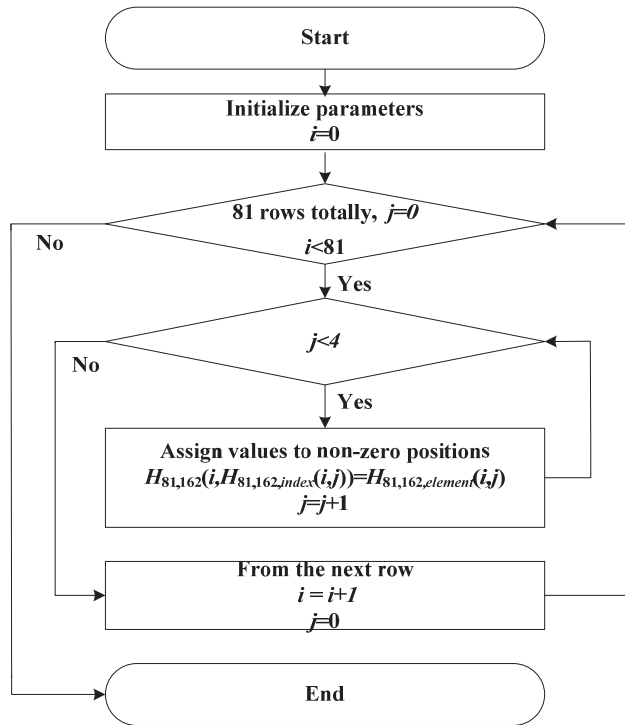 Start
Initialize parameters
i=0
81 rows totally, j=0
i<81
No
Yes
j<4
No
Yes
Assign values to non-zero positions
H81,162(i,H81,162,index(i,j))=H81,162,element(i,j)
j=j+1
From the next row
i = i+1
j=0
End